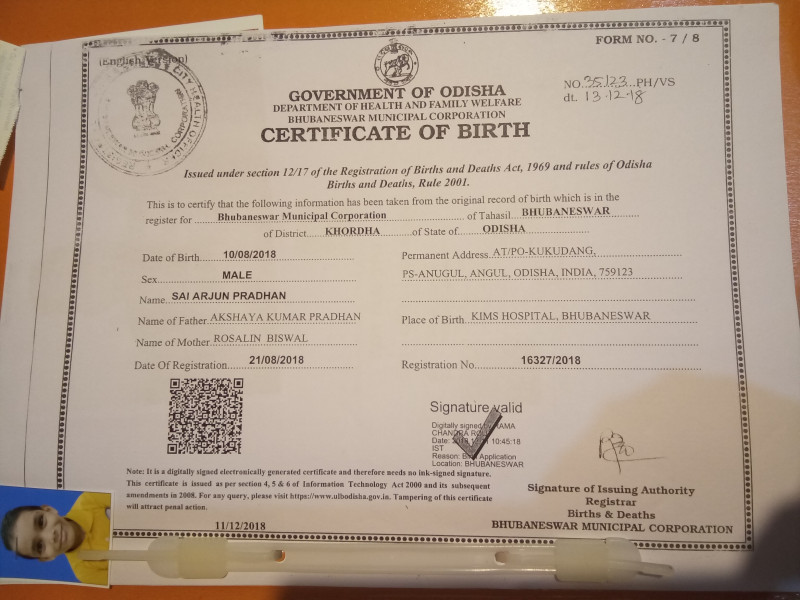 (English Version)
FORM NO. - 7 / 8
NO. 35123 PH/VS
dt. 13.12.18
GOVERNMENT OF ODISHA
DEPARTMENT OF HEALTH AND FAMILY WELFARE
BHUBANESWAR MUNICIPAL CORPORATION
CERTIFICATE OF BIRTH
Issued under section 12/17 of the Registration of Births and Deaths Act, 1969 and rules of Odisha
Births and Deaths, Rule 2001.
This is to certify that the following information has been taken from the original record of birth which is in the
register for Bhubaneswar Municipal Corporation of Tahasil BHUBANESWAR
of District KHORDHA of State of ODISHA
Date of Birth 10/08/2018
Sex MALE
Name SAI ARJUN PRADHAN
Name of Father AKSHAYA KUMAR PRADHAN
Name of Mother ROSALIN BISWAL
Date Of Registration 21/08/2018
Permanent Address AT/PO-KUKUDANG,
PS-ANUGUL, ANGUL, ODISHA, INDIA, 759123
Place of Birth KIMS HOSPITAL, BHUBANESWAR
Registration No. 16327/2018
Signature valid
Digitally signed by RAMA
CHANDRA
Date: 10:45:18
IST
Reason: Application
Location: BHUBANESWAR
Note: It is a digitally signed electronically generated certificate and therefore needs no ink-signed signature.
This certificate is issued as per section 4, 5 & 6 of Information Technology Act 2000 and its subsequent
amendments in 2008. For any query, please visit https://www.ulbodisha.gov.in. Tampering of this certificate
will attract penal action.
11/12/2018
Signature of Issuing Authority
Registrar
Births & Deaths
BHUBANESWAR MUNICIPAL CORPORATION